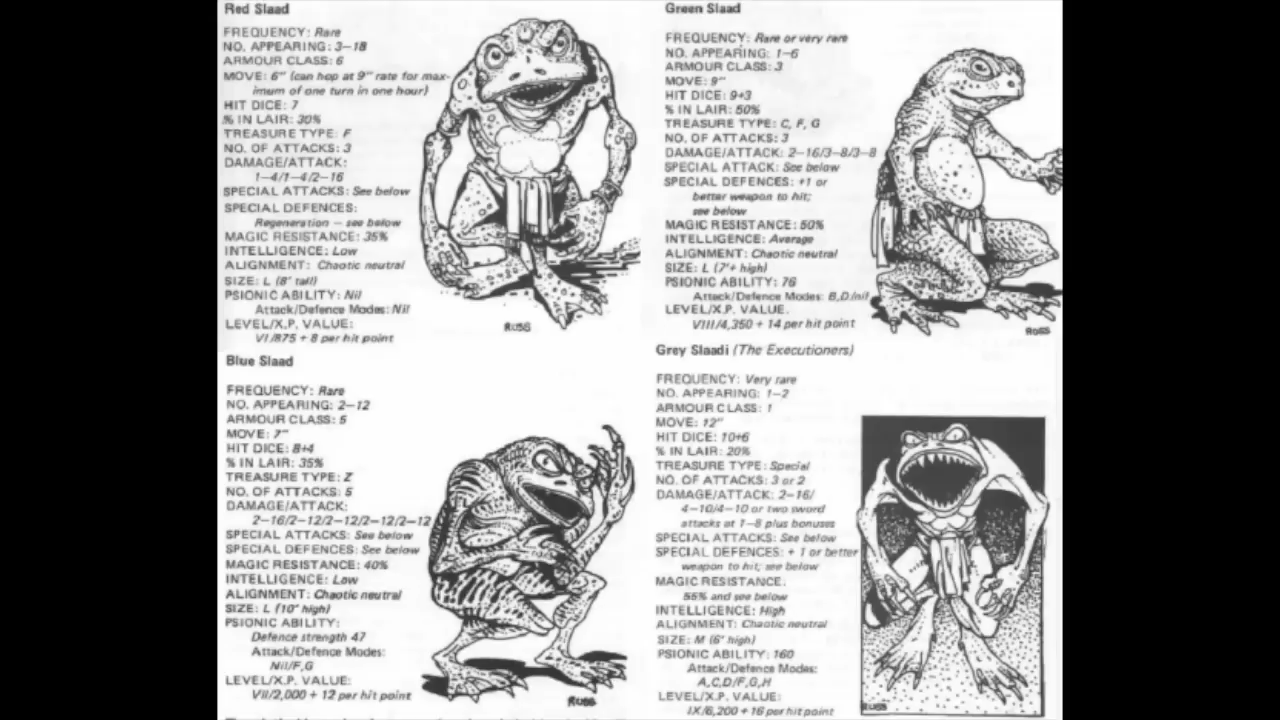 Red Slaad
FREQUENCY: Rare
NO. APPEARING: 3–18
ARMOUR CLASS: 6
MOVE: 6" (can hop at 9" rate for max-
imum of one turn in one hour)
HIT DICE: 7
% IN LAIR: 30%
TREASURE TYPE: F
NO. OF ATTACKS: 3
DAMAGE/ATTACK:
1–4/1–4/2–16
SPECIAL ATTACKS: See below
SPECIAL DEFENCES:
Regeneration — see below
MAGIC RESISTANCE: 35%
INTELLIGENCE: Low
ALIGNMENT: Chaotic neutral
SIZE: L (8' tall)
PSIONIC ABILITY: Nil
Attack/Defence Modes: Nil
LEVEL/X.P. VALUE:
VI/875 + 8 per hit point
RUSS
Blue Slaad
FREQUENCY: Rare
NO. APPEARING: 2–12
ARMOUR CLASS: 5
MOVE: 7"
HIT DICE: 8+4
% IN LAIR: 35%
TREASURE TYPE: Z
NO. OF ATTACKS: 5
DAMAGE/ATTACK:
2–16/2–12/2–12/2–12/2–12
SPECIAL ATTACKS: See below
SPECIAL DEFENCES: See below
MAGIC RESISTANCE: 40%
INTELLIGENCE: Low
ALIGNMENT: Chaotic neutral
SIZE: L (10' high)
PSIONIC ABILITY:
Defence strength 47
Attack/Defence Modes:
Nil/F,G
LEVEL/X.P. VALUE:
VII/2,000 + 12 per hit point
RUSS
Green Slaad
FREQUENCY: Rare or very rare
NO. APPEARING: 1–6
ARMOUR CLASS: 3
MOVE: 9"
HIT DICE: 9+3
% IN LAIR: 50%
TREASURE TYPE: C, F, G
NO. OF ATTACKS: 3
DAMAGE/ATTACK: 2–16/3–8/3–8
SPECIAL ATTACK: See below
SPECIAL DEFENCES: +1 or
better weapon to hit;
see below
MAGIC RESISTANCE: 50%
INTELLIGENCE: Average
ALIGNMENT: Chaotic neutral
SIZE: L (7'+ high)
PSIONIC ABILITY: 76
Attack/Defence Modes: B,D/nil
LEVEL/X.P. VALUE.
VIII/4,350 + 14 per hit point
RUSS
Grey Slaadi (The Executioners)
FREQUENCY: Very rare
NO. APPEARING: 1–2
ARMOUR CLASS: 1
MOVE: 12"
HIT DICE: 10+6
% IN LAIR: 20%
TREASURE TYPE: Special
NO. OF ATTACKS: 3 or 2
DAMAGE/ATTACK: 2–16/
4–10/4–10 or two sword
attacks at 1–8 plus bonuses
SPECIAL ATTACKS: See below
SPECIAL DEFENCES: + 1 or better
weapon to hit; see below
MAGIC RESISTANCE:
55% and see below
INTELLIGENCE: High
ALIGNMENT: Chaotic neutral
SIZE: M (6' high)
PSIONIC ABILITY: 160
Attack/Defence Modes:
A,C,D/F,G,H
LEVEL/X.P. VALUE:
IX/6,200 + 16 per hit point
RUSS